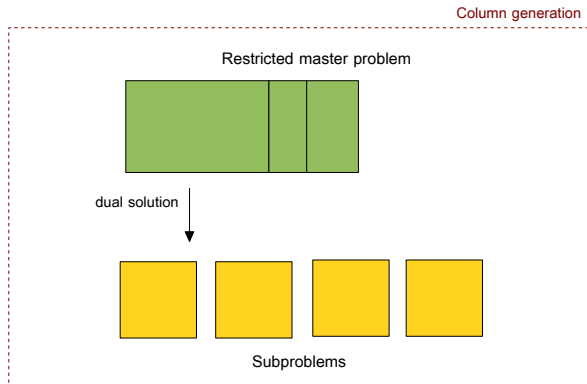 Column generation
Restricted master problem
dual solution
Subproblems